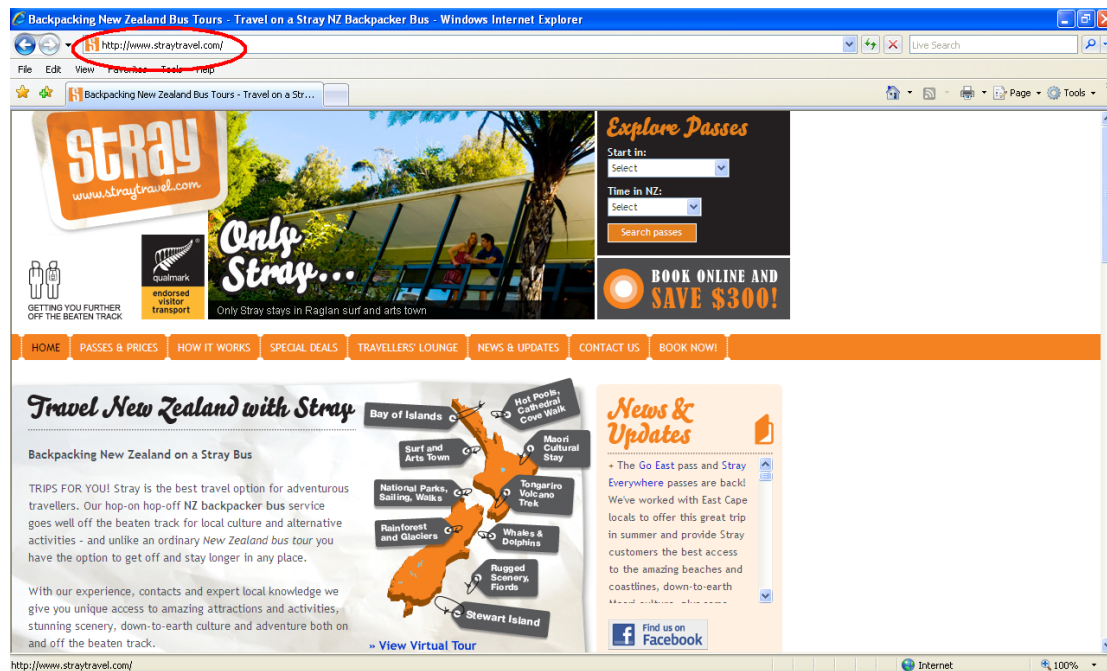 Backpacking New Zealand Bus Tours - Travel on a Stray NZ Backpacker Bus - Windows Internet Explorer
http://www.straytravel.com/
Live Search
File Edit View Favorites Tools Help
Backpacking New Zealand Bus Tours - Travel on a Str...
Page Tools
stray
www.straytravel.com
GETTING YOU FURTHER
OFF THE BEATEN TRACK
qualmark
endorsed
visitor
transport
Only
Stray...
Only Stray stays in Raglan surf and arts town
Explore Passes
Start in:
Select
Time in NZ:
Select
Search passes
BOOK ONLINE AND
SAVE $300!
HOME PASSES & PRICES HOW IT WORKS SPECIAL DEALS TRAVELLERS' LOUNGE NEWS & UPDATES CONTACT US BOOK NOW!
Travel New Zealand with Stray
Backpacking New Zealand on a Stray Bus
TRIPS FOR YOU! Stray is the best travel option for adventurous
travellers. Our hop-on hop-off NZ backpacker bus service
goes well off the beaten track for local culture and alternative
activities - and unlike an ordinary New Zealand bus tour you
have the option to get off and stay longer in any place.
With our experience, contacts and expert local knowledge we
give you unique access to amazing attractions and activities,
stunning scenery, down-to-earth culture and adventure both on
and off the beaten track.
Bay of Islands
Hot Pools,
Cathedral
Cove Walk
Surf and
Arts Town
Maori
Cultural
Stay
National Parks,
Sailing, Walks
Tongariro
Volcano
Trek
Rainforest
and Glaciers
Whales &
Dolphins
Rugged
Scenery,
Fiords
Stewart Island
» View Virtual Tour
News &
Updates
+ The Go East pass and Stray
Everywhere passes are back!
We've worked with East Cape
locals to offer this great trip
in summer and provide Stray
customers the best access
to the amazing beaches and
coastlines, down-to-earth
Maori culture, plus some
Find us on
Facebook
http://www.straytravel.com/
Internet
100%